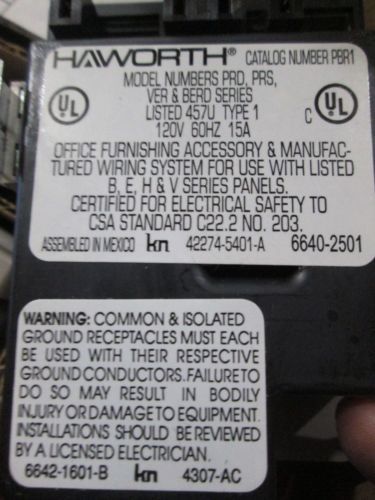 HAWORTH® CATALOG NUMBER PBR1
MODEL NUMBERS PRD, PRS,
VER & BERD SERIES
LISTED 457U TYPE 1
120V 60HZ 15A
UL
C UL
OFFICE FURNISHING ACCESSORY & MANUFAC-
TURED WIRING SYSTEM FOR USE WITH LISTED
B, E, H & V SERIES PANELS.
CERTIFIED FOR ELECTRICAL SAFETY TO
CSA STANDARD C22.2 NO. 203.
ASSEMBLED IN MEXICO kn 42274-5401-A 6640-2501
WARNING: COMMON & ISOLATED
GROUND RECEPTACLES MUST EACH
BE USED WITH THEIR RESPECTIVE
GROUND CONDUCTORS. FAILURE TO
DO SO MAY RESULT IN BODILY
INJURY OR DAMAGE TO EQUIPMENT.
INSTALLATIONS SHOULD BE REVIEWED
BY A LICENSED ELECTRICIAN.
6642-1601-B kn 4307-AC